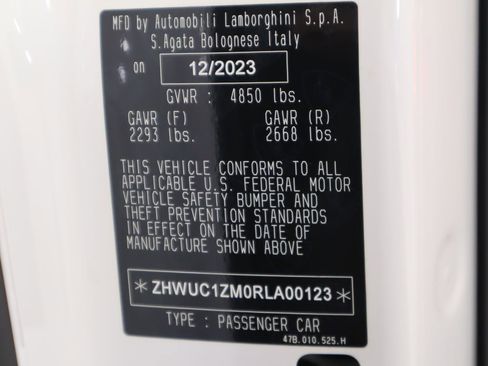 MFD by Automobili Lamborghini S.p.A.
S.Agata Bolognese Italy
on 12/2023
GVWR : 4850 lbs.
GAWR (F) GAWR (R)
2293 lbs. 2668 lbs.
THIS VEHICLE CONFORMS TO ALL
APPLICABLE U.S. FEDERAL MOTOR
VEHICLE SAFETY BUMPER AND
THEFT PREVENTION STANDARDS
IN EFFECT ON THE DATE OF
MANUFACTURE SHOWN ABOVE
*ZHWUC1ZM0RLA00123*
TYPE : PASSENGER CAR
47B.010.525.H